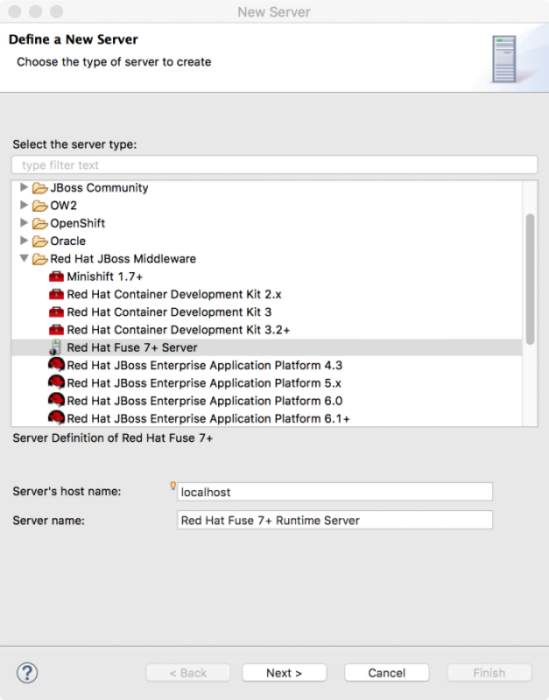 New Server
Define a New Server
Choose the type of server to create
Select the server type:
type filter text
JBoss Community
OW2
OpenShift
Oracle
Red Hat JBoss Middleware
Minishift 1.7+
Red Hat Container Development Kit 2.x
Red Hat Container Development Kit 3
Red Hat Container Development Kit 3.2+
Red Hat Fuse 7+ Server
Red Hat JBoss Enterprise Application Platform 4.3
Red Hat JBoss Enterprise Application Platform 5.x
Red Hat JBoss Enterprise Application Platform 6.0
Red Hat JBoss Enterprise Application Platform 6.1+
Server Definition of Red Hat Fuse 7+
Server's host name: localhost
Server name: Red Hat Fuse 7+ Runtime Server
? < Back Next > Cancel Finish